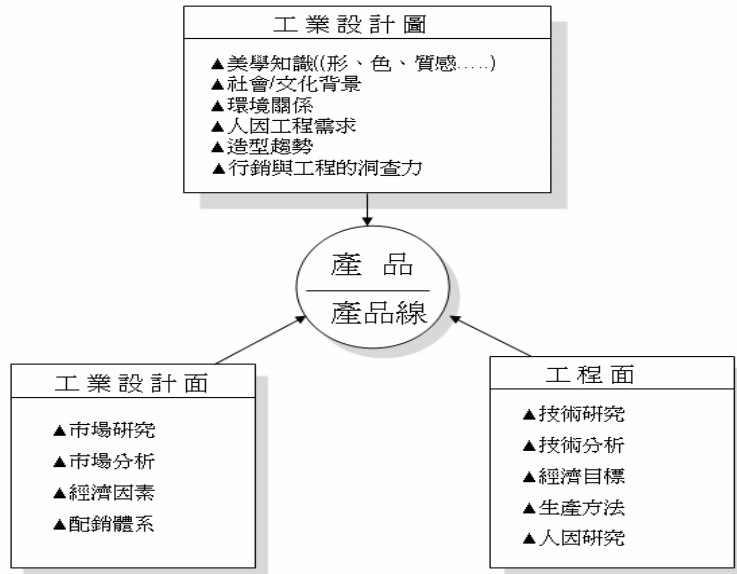 工業設計圖
▲美學知識((形、色、質感.....)
▲社會/文化背景
▲環境關係
▲人因工程需求
▲造型趨勢
▲行銷與工程的洞查力
產 品
產品線
工業設計面
▲市場研究
▲市場分析
▲經濟因素
▲配銷體系
工程面
▲技術研究
▲技術分析
▲經濟目標
▲生產方法
▲人因研究